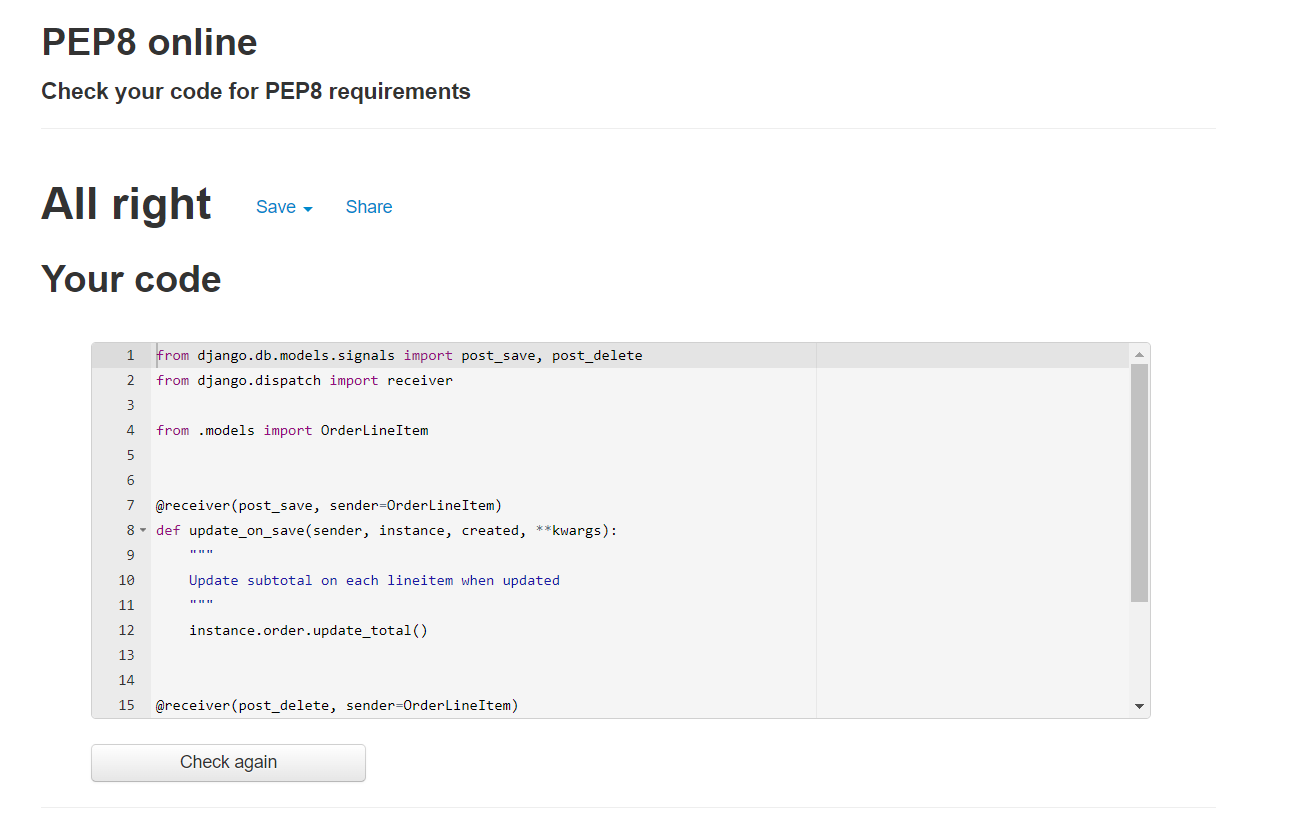 PEP8 online
Check your code for PEP8 requirements
All right Save Share
Your code
1 from django.db.models.signals import post_save, post_delete
2 from django.dispatch import receiver
3
4 from .models import OrderLineItem
5
6
7 @receiver(post_save, sender=OrderLineItem)
8 def update_on_save(sender, instance, created, **kwargs):
9     """
10     Update subtotal on each lineitem when updated
11     """
12     instance.order.update_total()
13
14
15 @receiver(post_delete, sender=OrderLineItem)
Check again